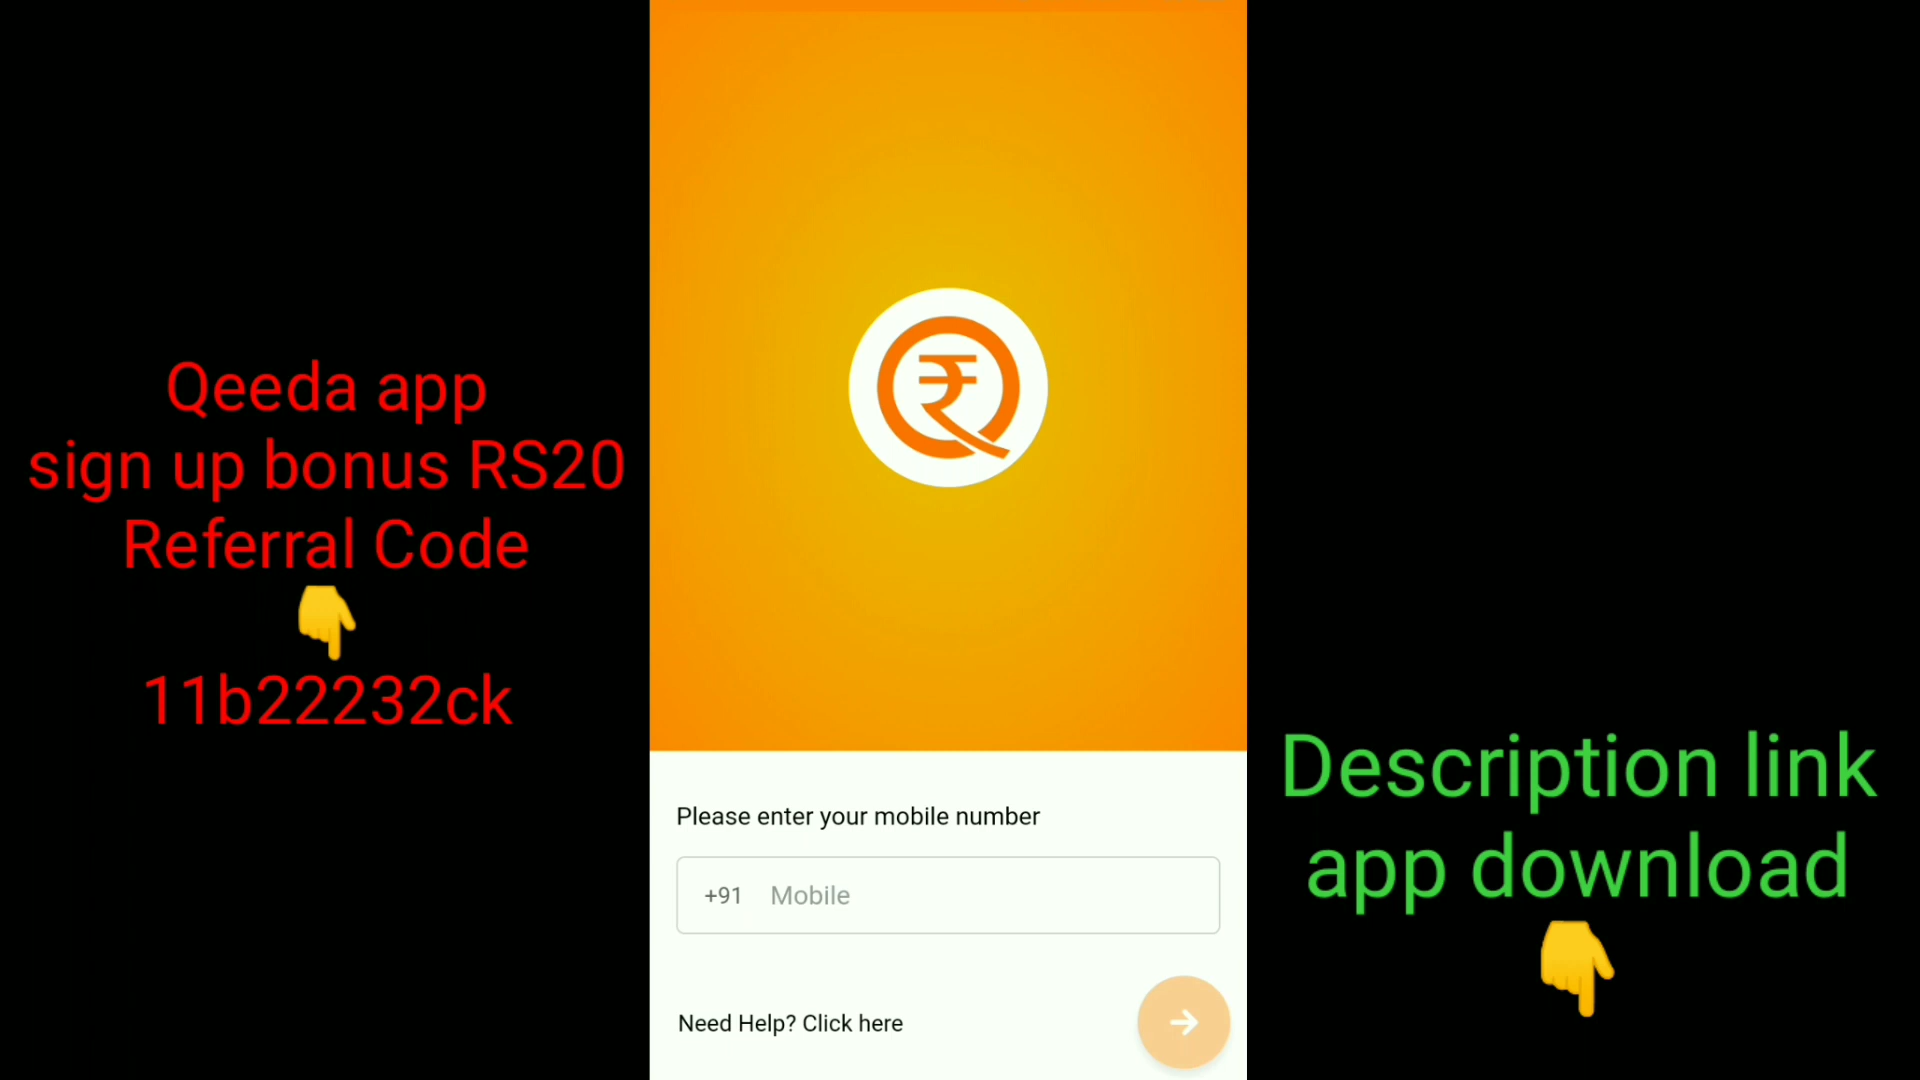 Qeeda app
sign up bonus RS20
Referral Code
👇
11b22232ck
₹
Please enter your mobile number
+91 Mobile
Need Help? Click here
Description link
app download
👇